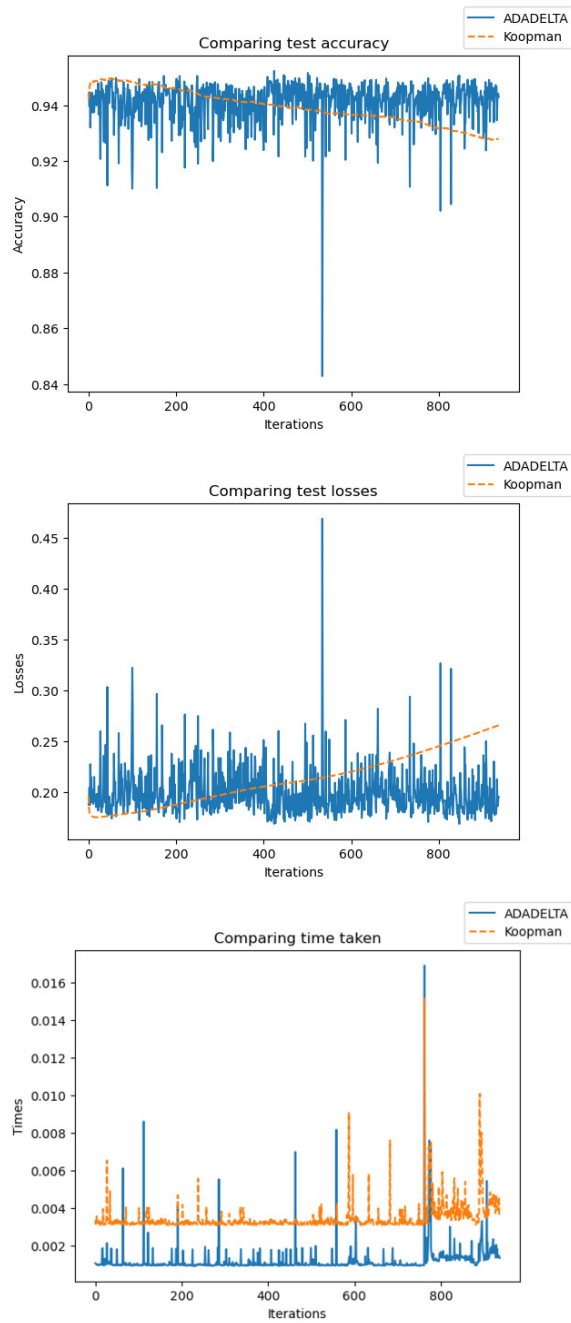 ADADELTA
Koopman
Comparing test accuracy
0.94
0.92
0.90
0.88
0.86
0.84
Accuracy
0
200
400
600
800
Iterations
ADADELTA
Koopman
Comparing test losses
0.45
0.40
0.35
0.30
0.25
0.20
Losses
0
200
400
600
800
Iterations
ADADELTA
Koopman
Comparing time taken
0.016
0.014
0.012
0.010
0.008
0.006
0.004
0.002
Times
0
200
400
600
800
Iterations